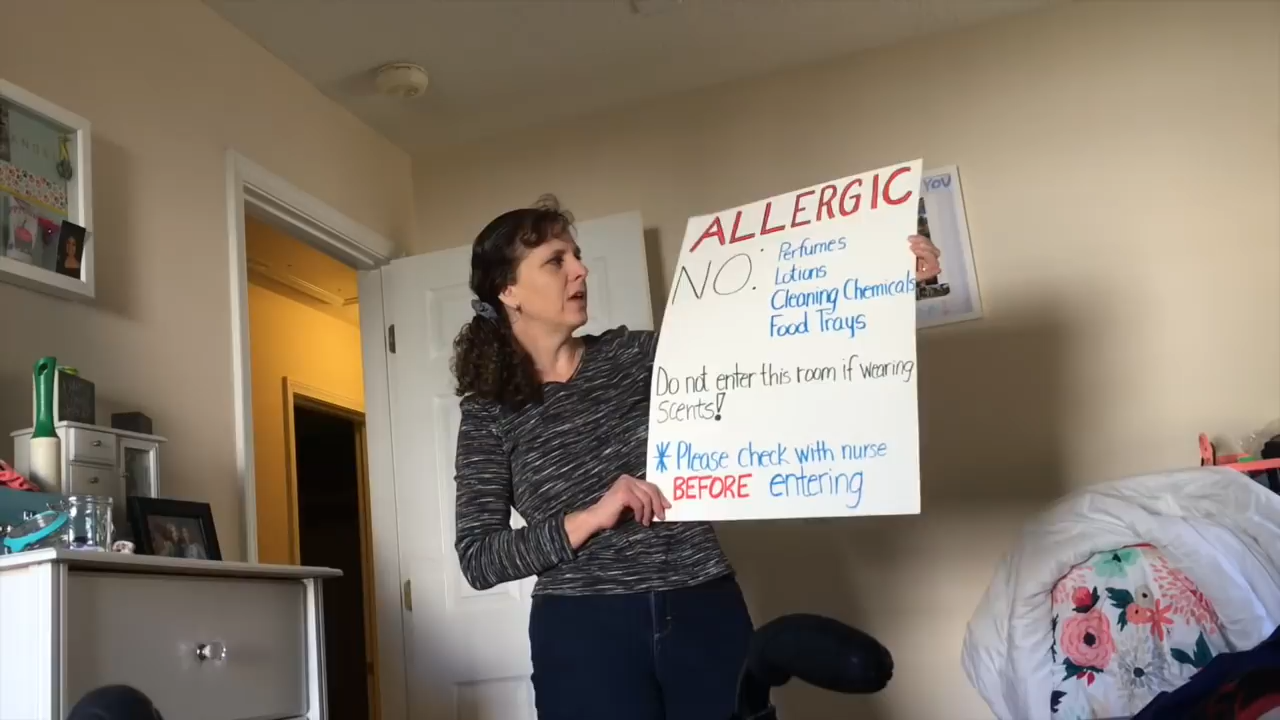 ALLERGIC
NO: Perfumes
Lotions
Cleaning Chemicals
Food Trays
Do not enter this room if wearing
scents!
* Please check with nurse
BEFORE entering
YOU